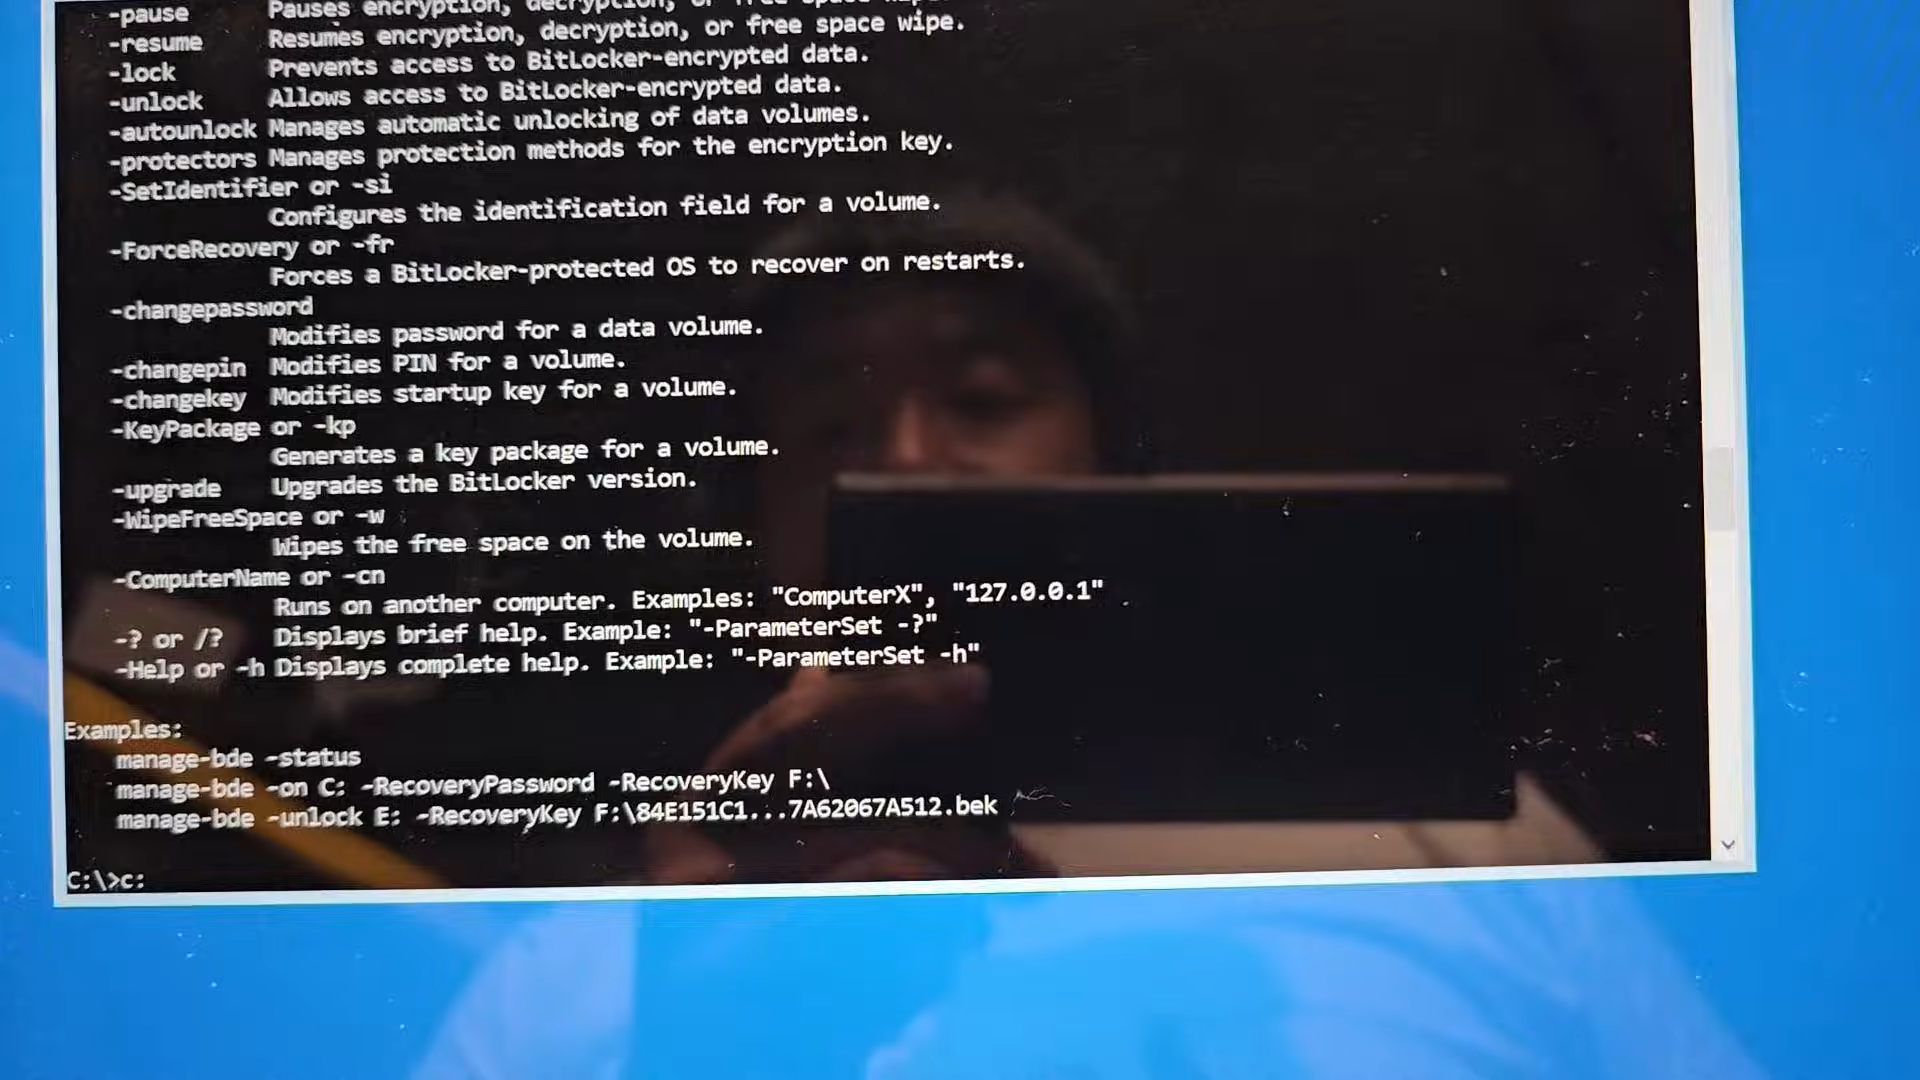 -pause Pauses encryption, decryption, or free space wipe.
-resume Resumes encryption, decryption, or free space wipe.
-lock Prevents access to BitLocker-encrypted data.
-unlock Allows access to BitLocker-encrypted data.
-autounlock Manages automatic unlocking of data volumes.
-protectors Manages protection methods for the encryption key.
-SetIdentifier or -si
Configures the identification field for a volume.
-ForceRecovery or -fr
Forces a BitLocker-protected OS to recover on restarts.
-changepassword
Modifies password for a data volume.
-changepin Modifies PIN for a volume.
-changekey Modifies startup key for a volume.
-KeyPackage or -kp
Generates a key package for a volume.
-upgrade Upgrades the BitLocker version.
-WipeFreeSpace or -w
Wipes the free space on the volume.
-ComputerName or -cn
Runs on another computer. Examples: "ComputerX", "127.0.0.1"
-? or /? Displays brief help. Example: "-ParameterSet -?"
-Help or -h Displays complete help. Example: "-ParameterSet -h"
Examples:
manage-bde -status
manage-bde -on C: -RecoveryPassword -RecoveryKey F:\
manage-bde -unlock E: -RecoveryKey F:\84E151C1...7A62067A512.bek
C:\>c: